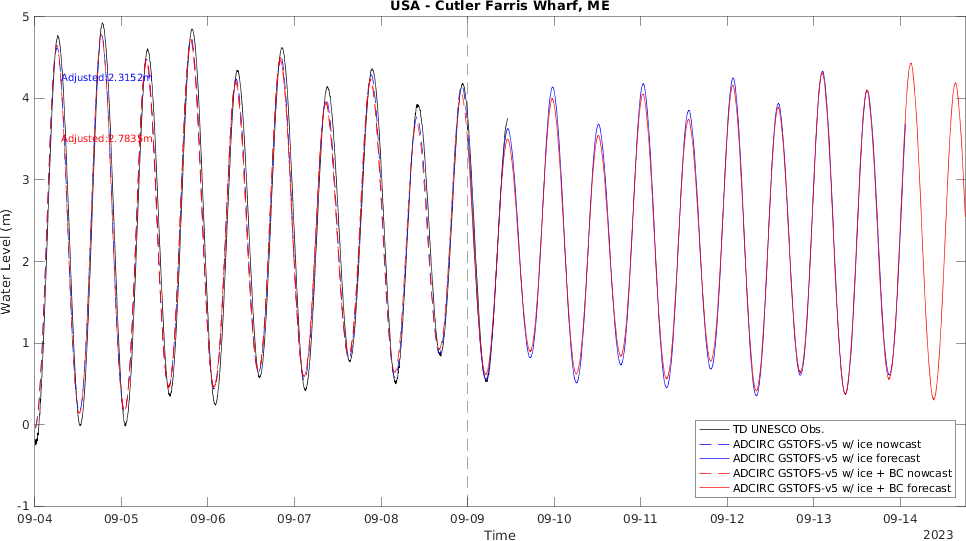 USA - Cutler Farris Wharf, ME
5
4
3
2
1
0
-1
Water Level (m)
Adjusted:2.3152m
Adjusted:2.7835m
TD UNESCO Obs.
ADCIRC GSTOFS-v5 w/ ice nowcast
ADCIRC GSTOFS-v5 w/ ice forecast
ADCIRC GSTOFS-v5 w/ ice + BC nowcast
ADCIRC GSTOFS-v5 w/ ice + BC forecast
09-04 09-05 09-06 09-07 09-08 09-09 09-10 09-11 09-12 09-13 09-14
Time
2023